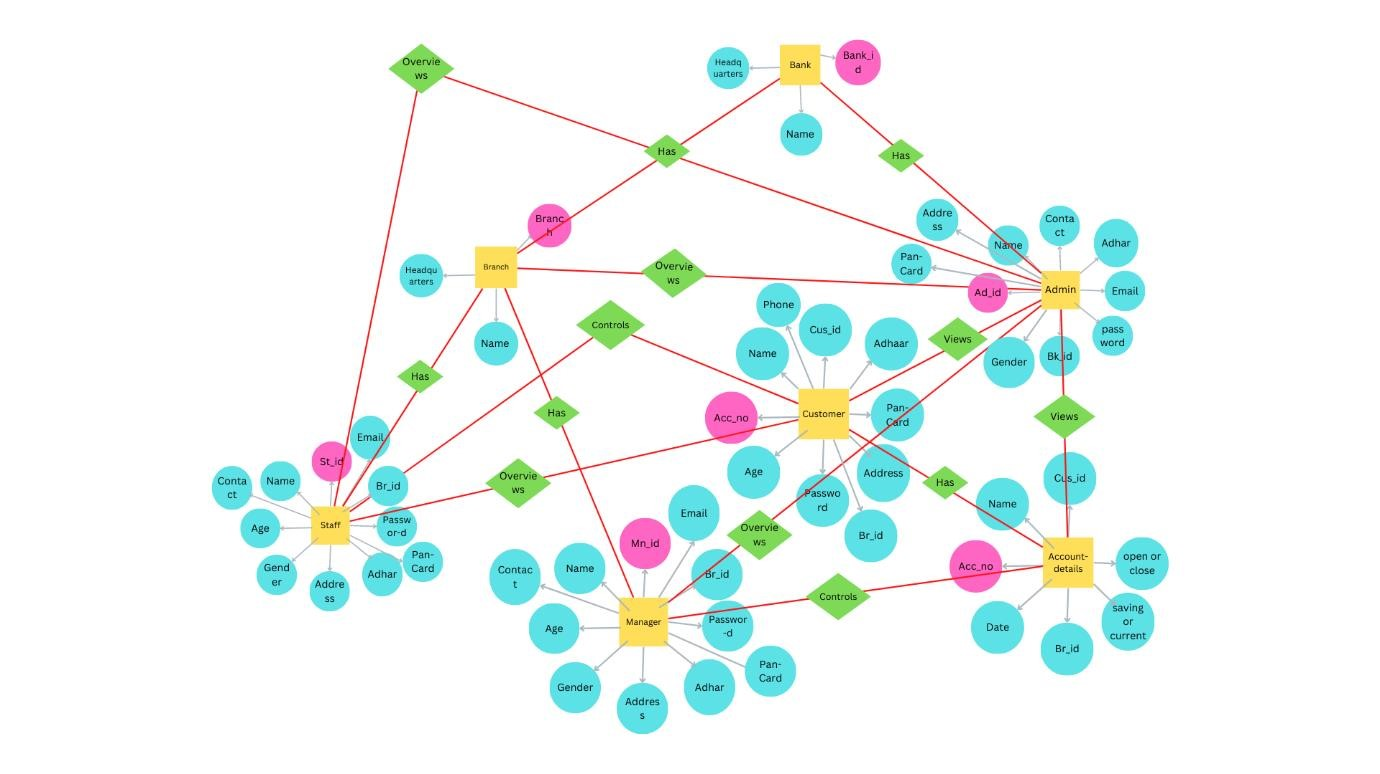 Overvie
ws
Headq
uarters
Bank
Bank_i
d
Name
Has
Has
Branc
h
Addre
ss
Name
Conta
ct
Adhar
Headqu
arters
Branch
Overvie
ws
Pan-
Card
Ad_id
Admin
Email
Name
Controls
Phone
Cus_id
Name
Adhaar
Views
Gender
Bk_id
pass
word
Has
Has
Acc_no
Customer
Pan-
Card
Views
Email
St_id
Conta
ct
Name
Br_id
Overvie
ws
Age
Passwo
rd
Address
Br_id
Has
Name
Cus_id
Age
Staff
Passw
or-d
Gend
er
Addre
ss
Adhar
Pan-
Card
Email
Mn_id
Overvie
ws
Contac
t
Name
Br_id
Age
Manager
Passwor
-d
Controls
Gender
Addres
s
Adhar
Pan-
Card
Acc_no
Account-
details
open or
close
Date
Br_id
saving
or
current